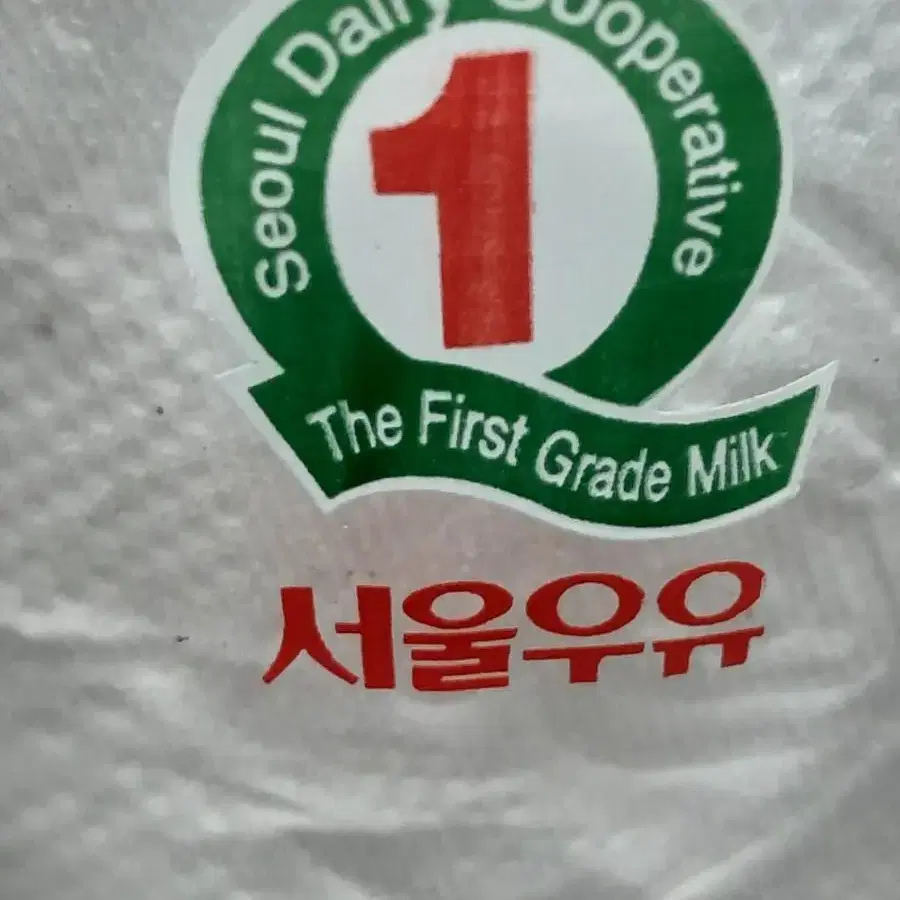 Seoul Dairy Cooperative
1
The First Grade Milk
서울우유